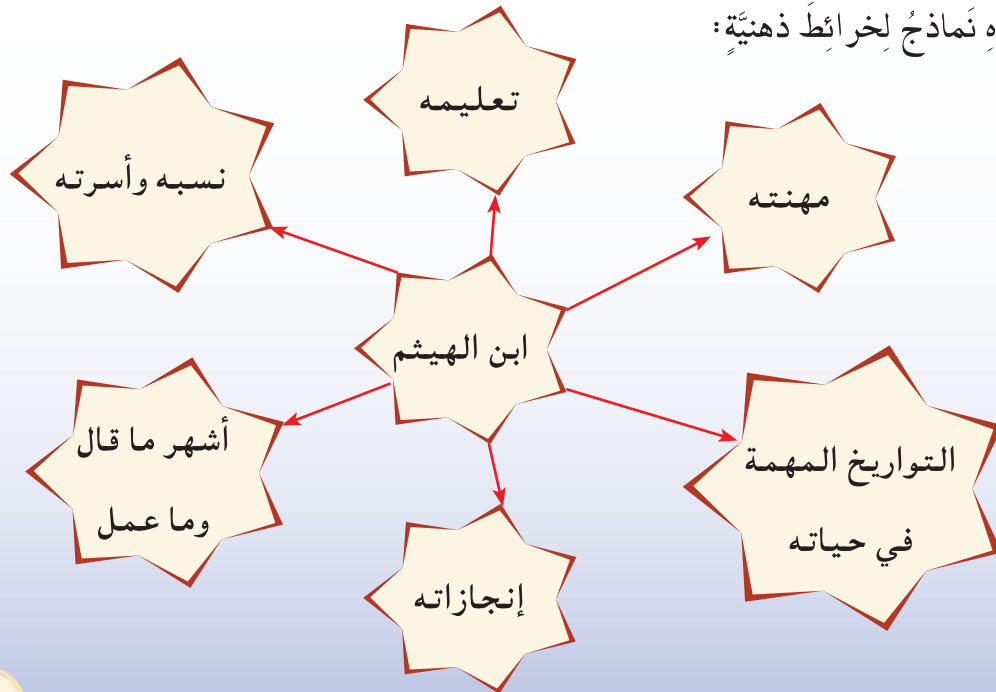 نَماذجُ لِخرائِطَ ذهنيَّةٍ:
تعليمه
مهنته
نسبه وأسرته
ابن الهيثم
التواريخ المهمة
في حياته
أشهر ما قال
وما عمل
إنجازاته